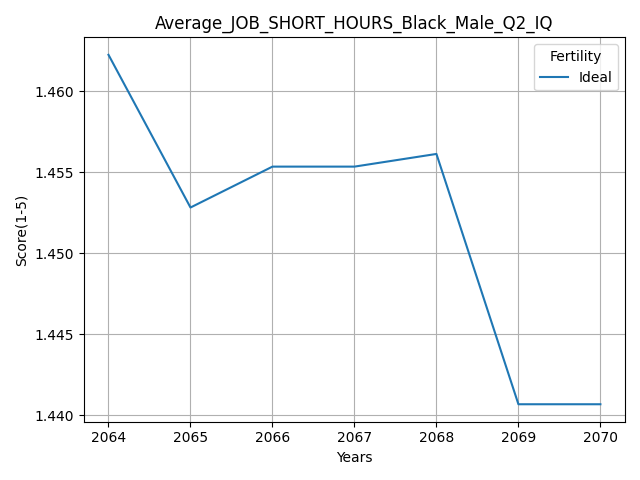 Average_JOB_SHORT_HOURS_Black_Male_Q2_IQ
Fertility
Ideal
1.460
1.455
1.450
1.445
1.440
Score(1-5)
2064 2065 2066 2067 2068 2069 2070
Years